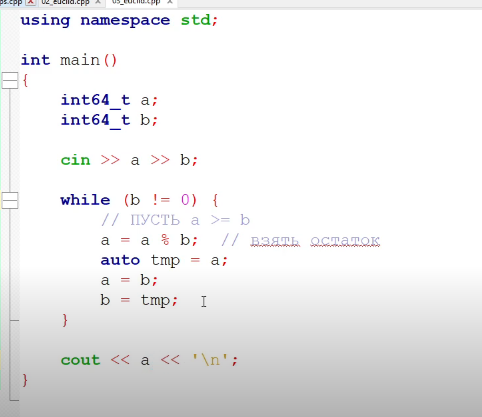 ps.cpp 02_euclid.cpp 03_euclid.cpp
using namespace std;
int main()
{
int64_t a;
int64_t b;
cin >> a >> b;
while (b != 0) {
// ПУСТЬ a >= b
a = a % b; // взять остаток
auto tmp = a;
a = b;
b = tmp;
}
cout << a << '\n';
}